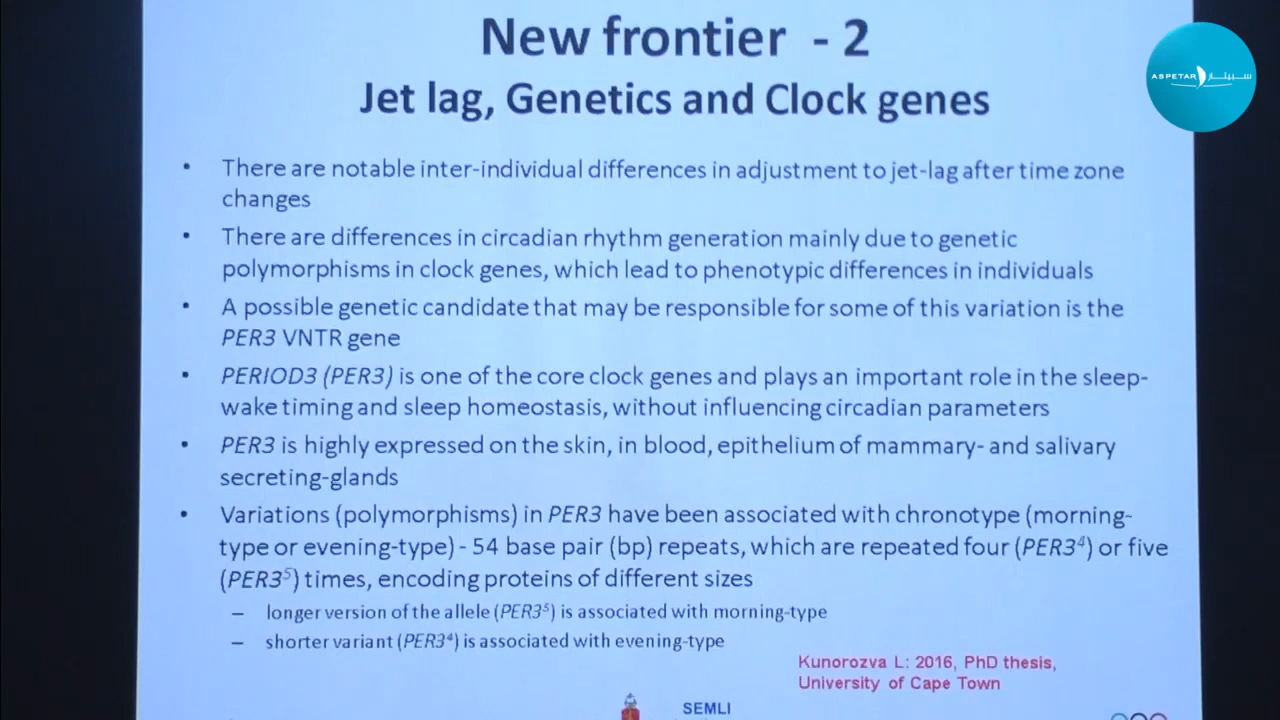 New frontier - 2
Jet lag, Genetics and Clock genes
ASPETAR سبيتار
• There are notable inter-individual differences in adjustment to jet-lag after time zone
changes
• There are differences in circadian rhythm generation mainly due to genetic
polymorphisms in clock genes, which lead to phenotypic differences in individuals
• A possible genetic candidate that may be responsible for some of this variation is the
PER3 VNTR gene
• PERIOD3 (PER3) is one of the core clock genes and plays an important role in the sleep-
wake timing and sleep homeostasis, without influencing circadian parameters
• PER3 is highly expressed on the skin, in blood, epithelium of mammary- and salivary
secreting-glands
• Variations (polymorphisms) in PER3 have been associated with chronotype (morning-
type or evening-type) - 54 base pair (bp) repeats, which are repeated four (PER3⁴) or five
(PER3⁵) times, encoding proteins of different sizes
– longer version of the allele (PER3⁵) is associated with morning-type
– shorter variant (PER3⁴) is associated with evening-type
Kunorozva L: 2016, PhD thesis,
University of Cape Town
SEMLI